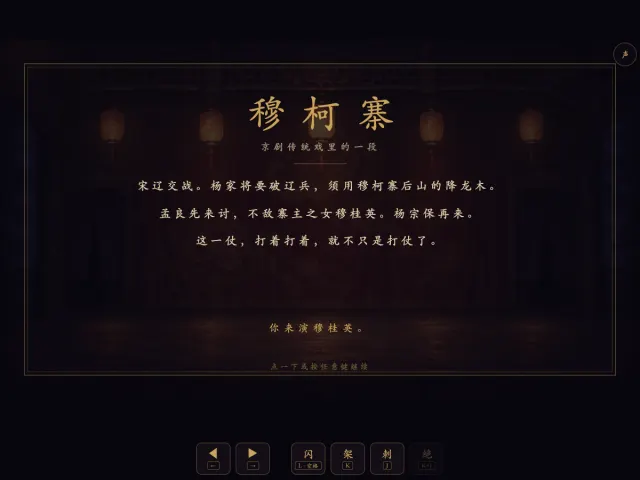 声
穆柯寨
京剧传统戏里的一段
宋辽交战。杨家将要破辽兵，须用穆柯寨后山的降龙木。
孟良先来讨，不敌寨主之女穆桂英。杨宗保再来。
这一仗，打着打着，就不只是打仗了。
你来演穆桂英。
点一下或按任意键继续
◀ ▶ 闪 架 刺 绝
← → L · 空格 K J